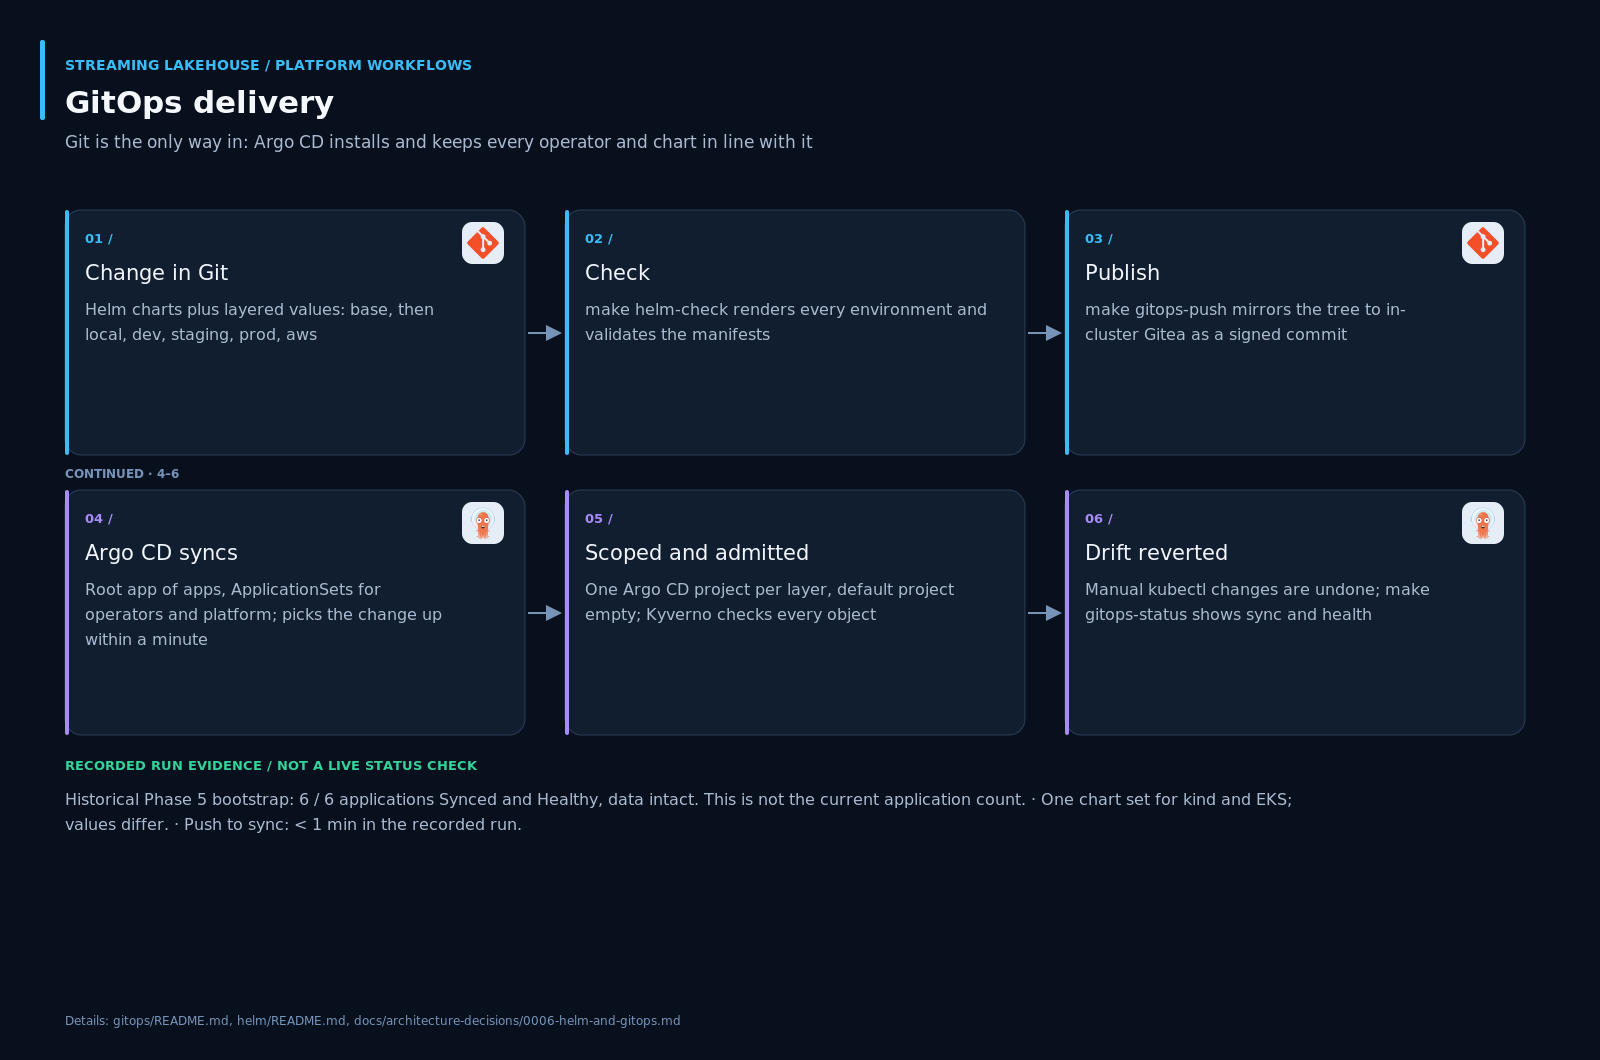 STREAMING LAKEHOUSE / PLATFORM WORKFLOWS
GitOps delivery
Git is the only way in: Argo CD installs and keeps every operator and chart in line with it
01 /
Change in Git
Helm charts plus layered values: base, then
local, dev, staging, prod, aws
02 /
Check
make helm-check renders every environment and
validates the manifests
03 /
Publish
make gitops-push mirrors the tree to in-
cluster Gitea as a signed commit
CONTINUED · 4–6
04 /
Argo CD syncs
Root app of apps, ApplicationSets for
operators and platform; picks the change up
within a minute
05 /
Scoped and admitted
One Argo CD project per layer, default project
empty; Kyverno checks every object
06 /
Drift reverted
Manual kubectl changes are undone; make
gitops-status shows sync and health
RECORDED RUN EVIDENCE / NOT A LIVE STATUS CHECK
Historical Phase 5 bootstrap: 6 / 6 applications Synced and Healthy, data intact. This is not the current application count. · One chart set for kind and EKS;
values differ. · Push to sync: < 1 min in the recorded run.
Details: gitops/README.md, helm/README.md, docs/architecture-decisions/0006-helm-and-gitops.md